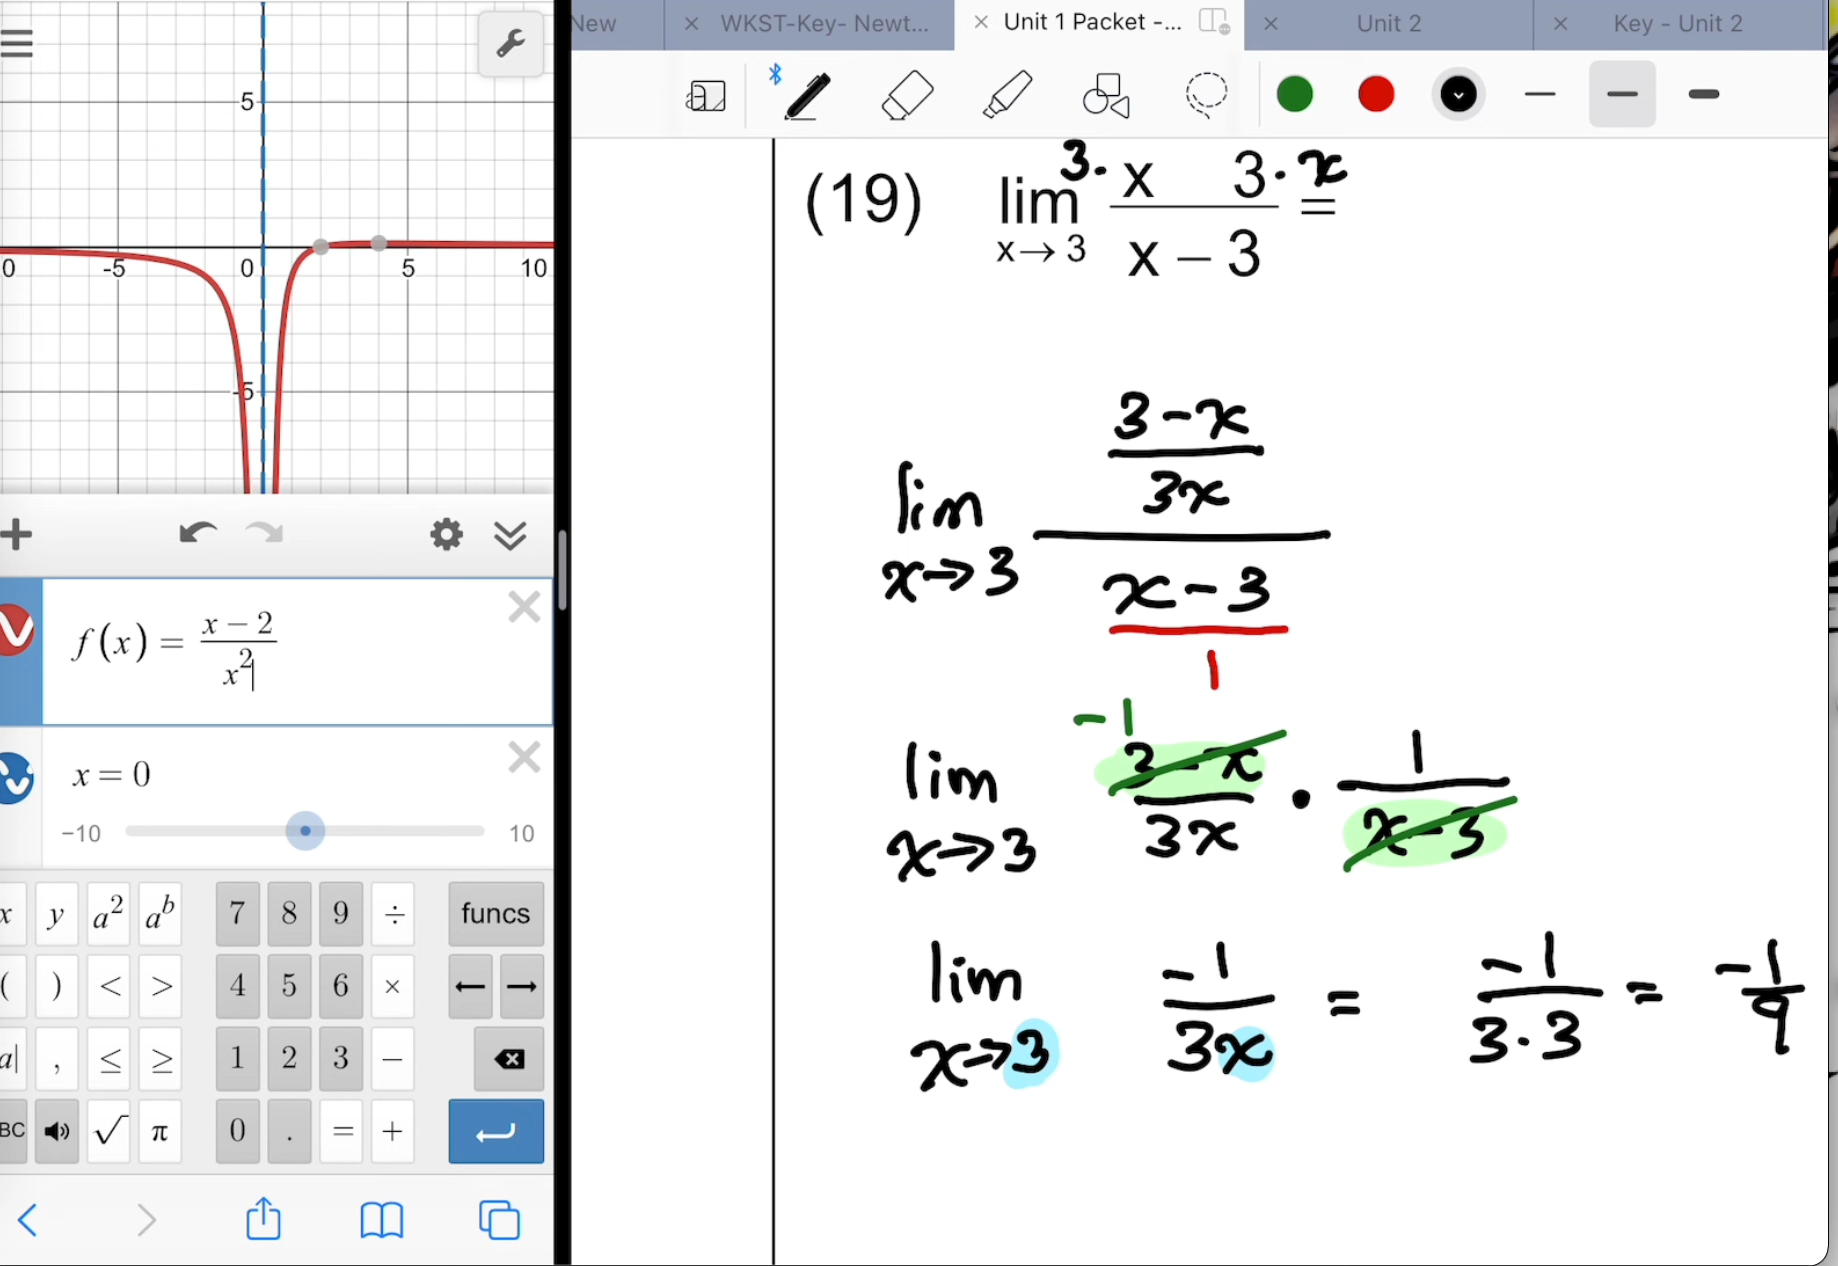 New
× WKST-Key- Newt...
× Unit 1 Packet -...
× Unit 2
× Key - Unit 2
5
0 -5 0 5 10
-5
f(x) = (x − 2)/x²
x = 0
−10 10
x y a² a^b 7 8 9 ÷ funcs
( ) < > 4 5 6 × ← →
a| , ≤ ≥ 1 2 3 −
BC √ π 0 . = +
3· x 3· x
(19) lim =
x→3 x − 3
3-x
3x
lim
x→3 x-3
1
-1
lim 3-x · 1
x→3 3x x-3
lim -1 = -1 = -1
x→3 3x 3·3 9